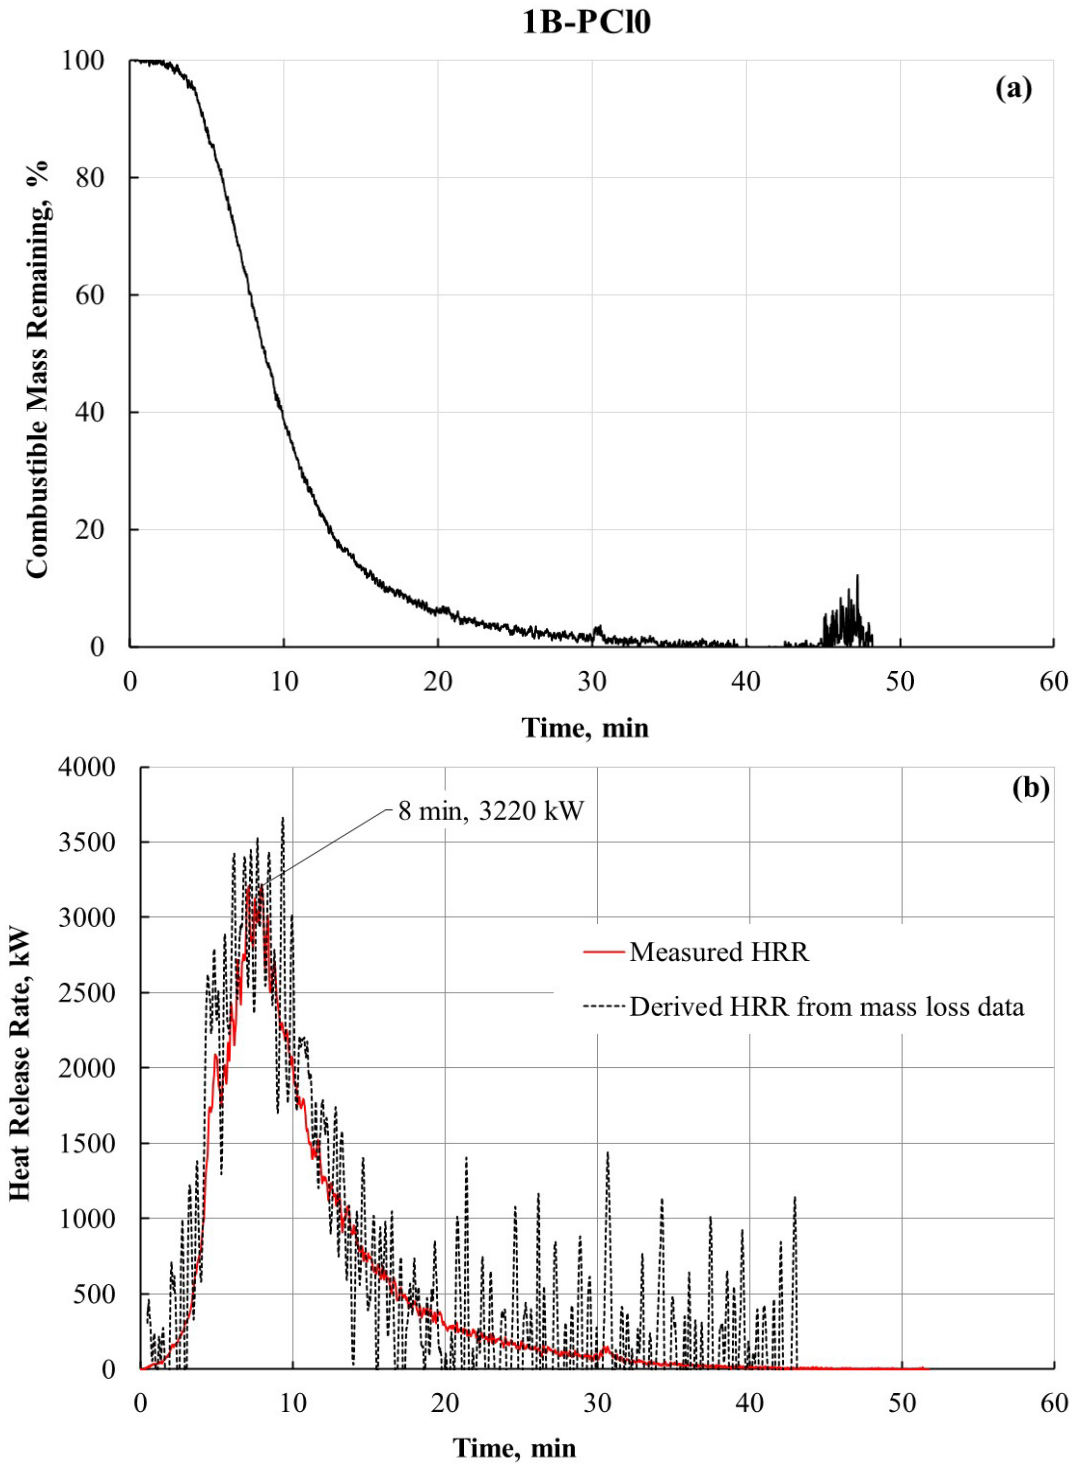 1B-PCl0
(a)
100
80
60
40
20
0
Combustible Mass Remaining, %
0 10 20 30 40 50 60
Time, min
(b)
4000
3500
3000
2500
2000
1500
1000
500
0
Heat Release Rate, kW
8 min, 3220 kW
Measured HRR
Derived HRR from mass loss data
0 10 20 30 40 50 60
Time, min